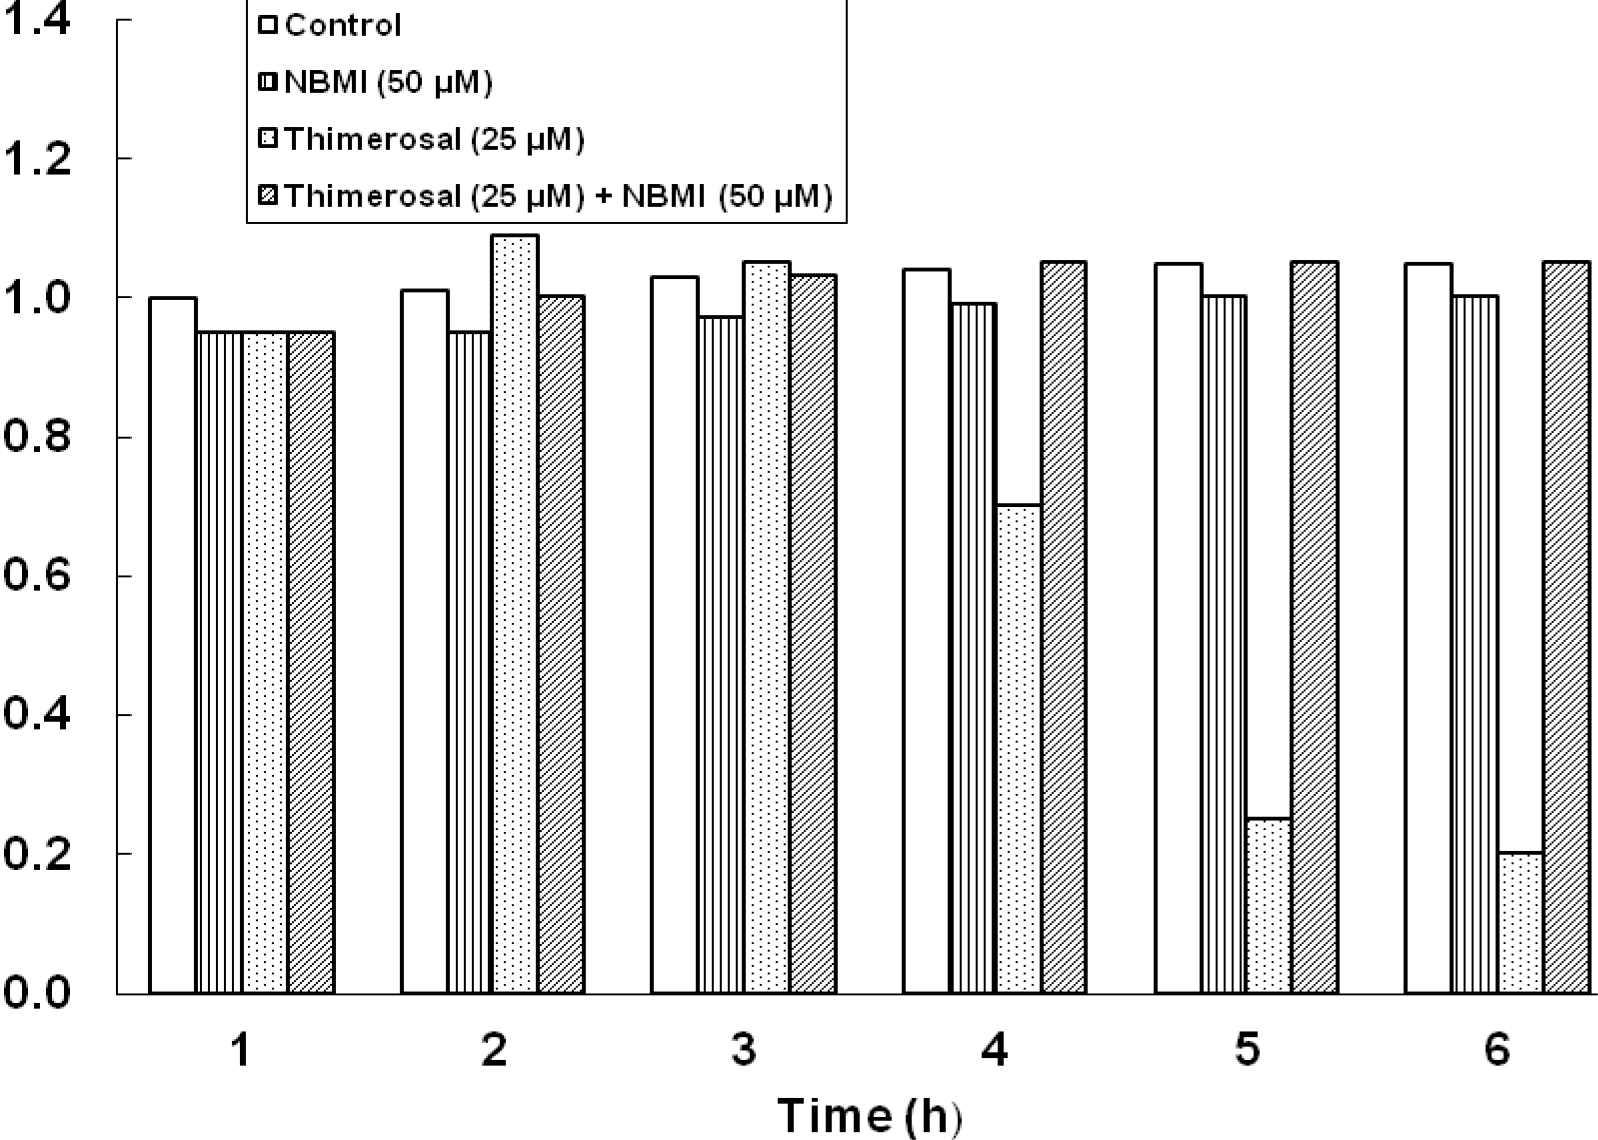 1.4
1.2
1.0
0.8
0.6
0.4
0.2
0.0
Control
NBMI (50 µM)
Thimerosal (25 µM)
Thimerosal (25 µM) + NBMI (50 µM)
1 2 3 4 5 6
Time (h)